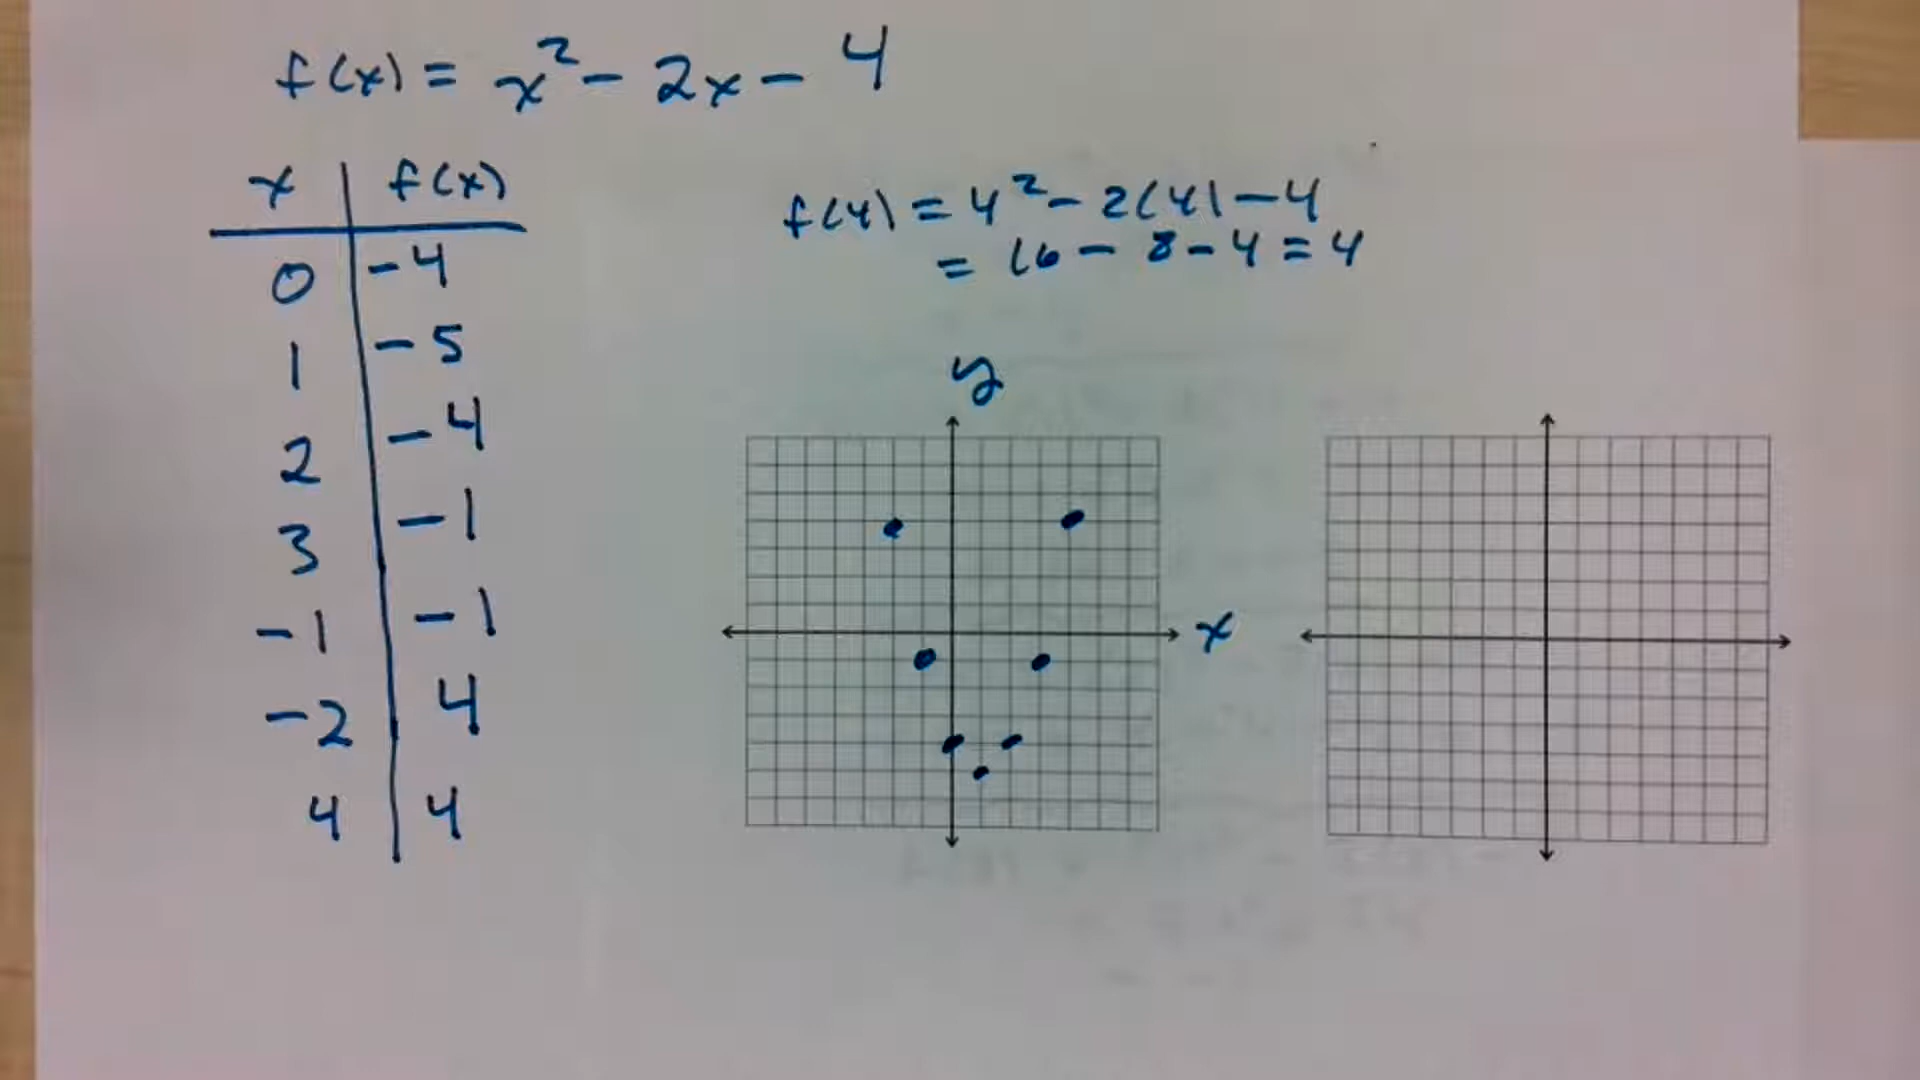 f(x) = x² - 2x - 4
x | f(x)
0 | -4
1 | -5
2 | -4
3 | -1
-1 | -1
-2 | 4
4 | 4
f(4) = 4² - 2(4) - 4
= 16 - 8 - 4 = 4
y
x